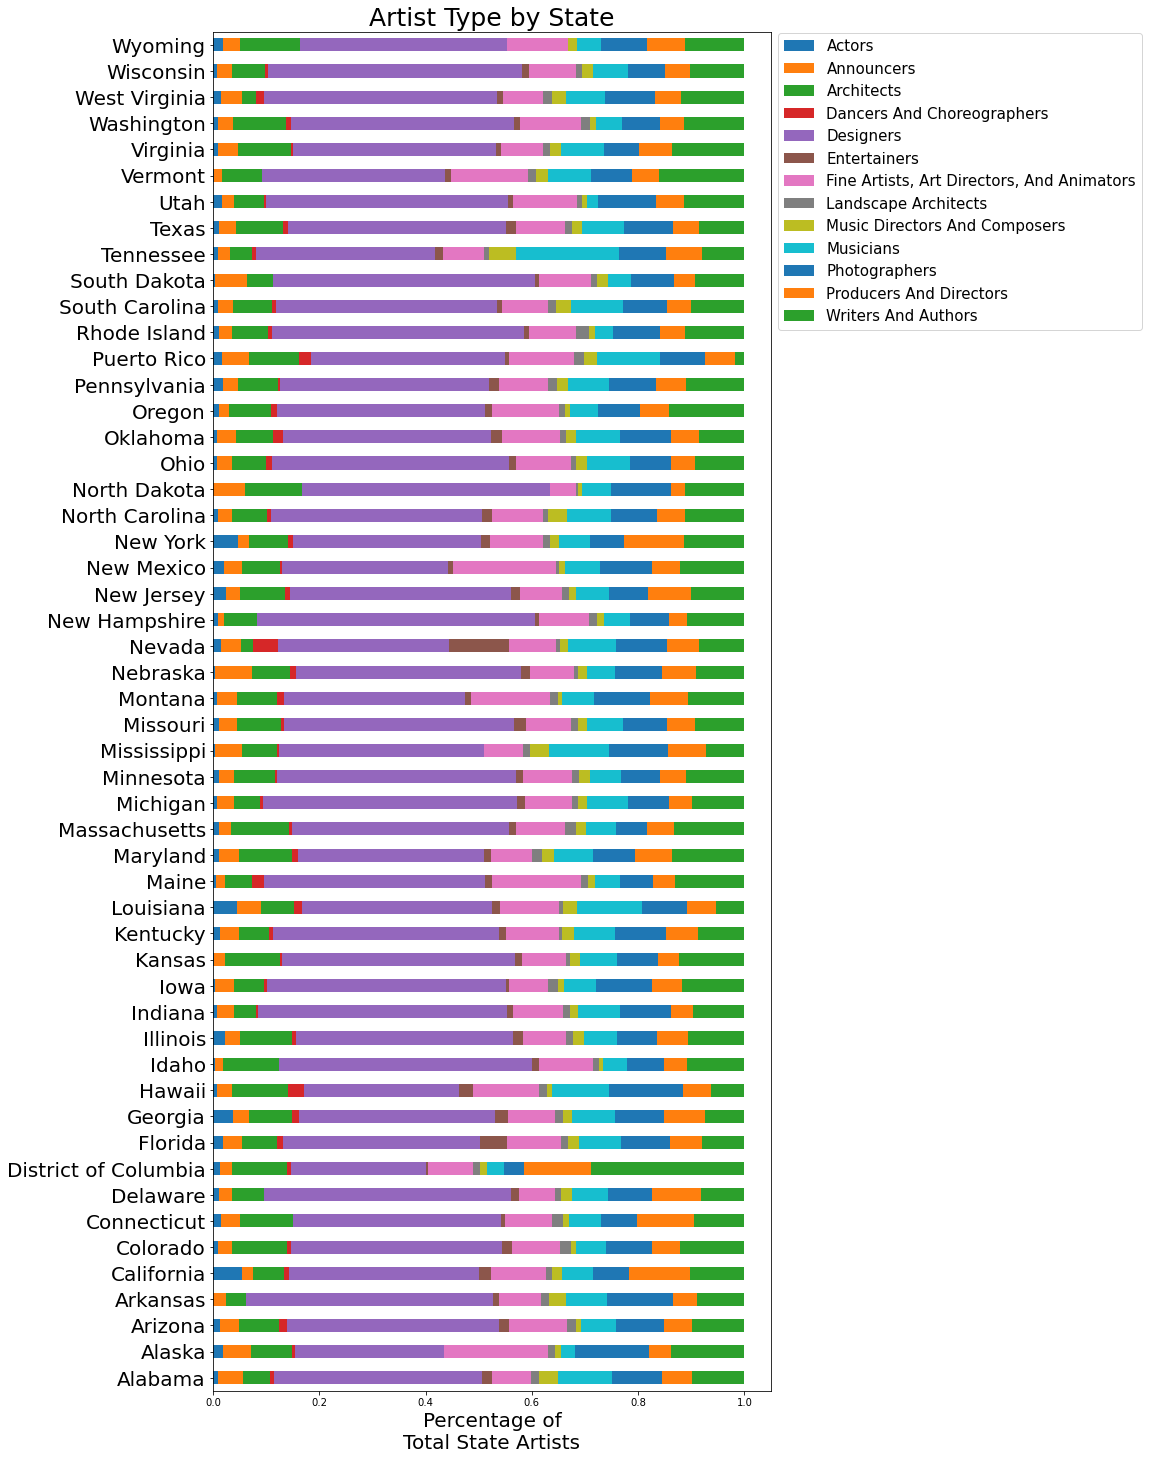 Artist Type by State
Wyoming
Wisconsin
West Virginia
Washington
Virginia
Vermont
Utah
Texas
Tennessee
South Dakota
South Carolina
Rhode Island
Puerto Rico
Pennsylvania
Oregon
Oklahoma
Ohio
North Dakota
North Carolina
New York
New Mexico
New Jersey
New Hampshire
Nevada
Nebraska
Montana
Missouri
Mississippi
Minnesota
Michigan
Massachusetts
Maryland
Maine
Louisiana
Kentucky
Kansas
Iowa
Indiana
Illinois
Idaho
Hawaii
Georgia
Florida
District of Columbia
Delaware
Connecticut
Colorado
California
Arkansas
Arizona
Alaska
Alabama
0.0 0.2 0.4 0.6 0.8 1.0
Percentage of
Total State Artists
Actors
Announcers
Architects
Dancers And Choreographers
Designers
Entertainers
Fine Artists, Art Directors, And Animators
Landscape Architects
Music Directors And Composers
Musicians
Photographers
Producers And Directors
Writers And Authors